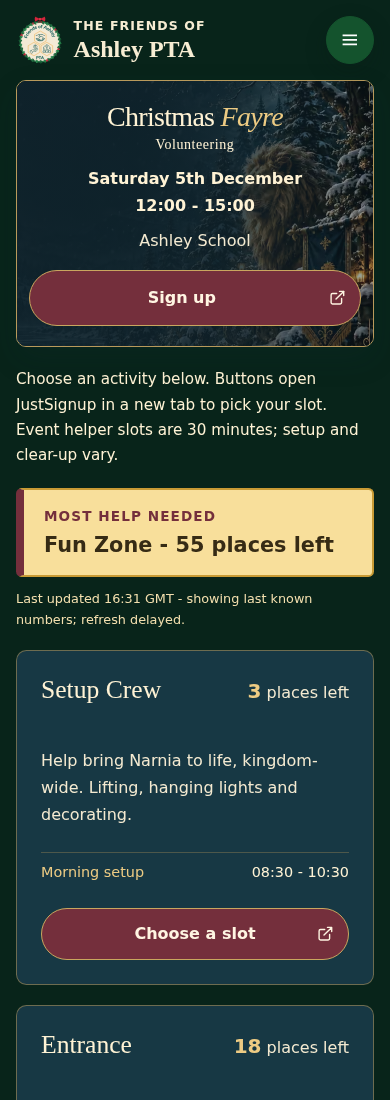 THE FRIENDS OF
Ashley PTA
Christmas Fayre
Volunteering
Saturday 5th December
12:00 - 15:00
Ashley School
Sign up
Choose an activity below. Buttons open
JustSignup in a new tab to pick your slot.
Event helper slots are 30 minutes; setup and
clear-up vary.
MOST HELP NEEDED
Fun Zone - 55 places left
Last updated 16:31 GMT - showing last known
numbers; refresh delayed.
Setup Crew
3 places left
Help bring Narnia to life, kingdom-
wide. Lifting, hanging lights and
decorating.
Morning setup
08:30 - 10:30
Choose a slot
Entrance
18 places left